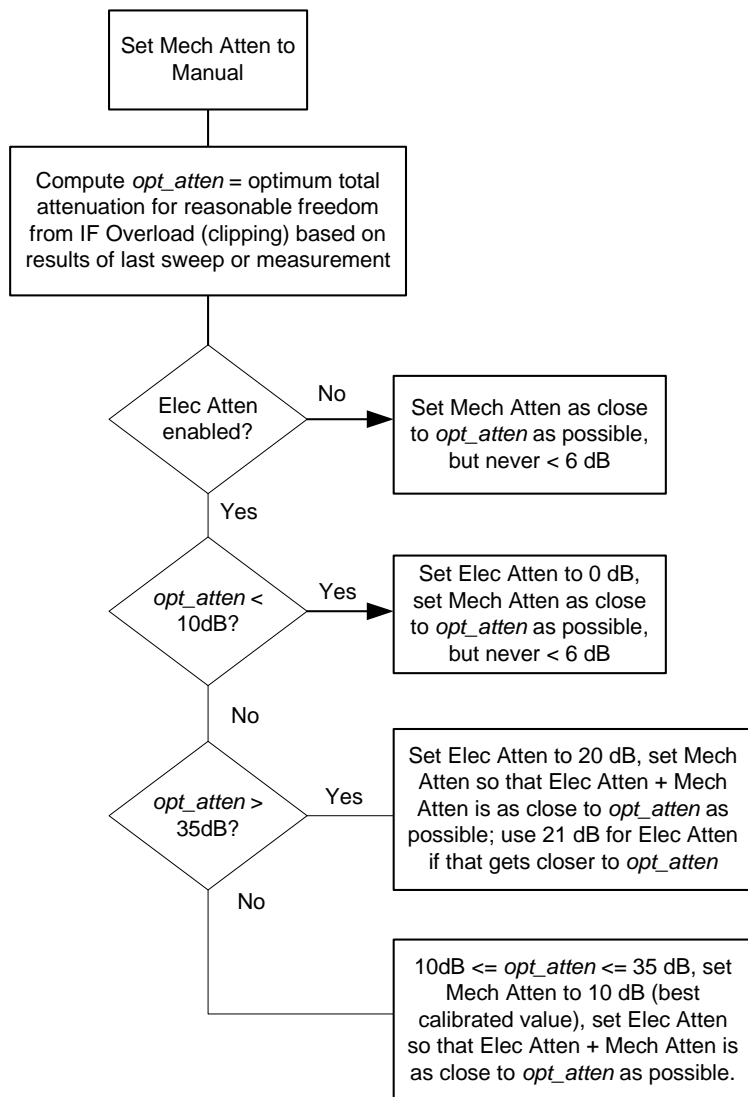 Set Mech Atten to
Manual
Compute opt_atten = optimum total
attenuation for reasonable freedom
from IF Overload (clipping) based on
results of last sweep or measurement
Elec Atten
enabled?
No
Set Mech Atten as close
to opt_atten as possible,
but never < 6 dB
Yes
opt_atten <
10dB?
Yes
Set Elec Atten to 0 dB,
set Mech Atten as close
to opt_atten as possible,
but never < 6 dB
No
opt_atten >
35dB?
Yes
Set Elec Atten to 20 dB, set Mech
Atten so that Elec Atten + Mech
Atten is as close to opt_atten as
possible; use 21 dB for Elec Atten
if that gets closer to opt_atten
No
10dB <= opt_atten <= 35 dB, set
Mech Atten to 10 dB (best
calibrated value), set Elec Atten
so that Elec Atten + Mech Atten is
as close to opt_atten as possible.